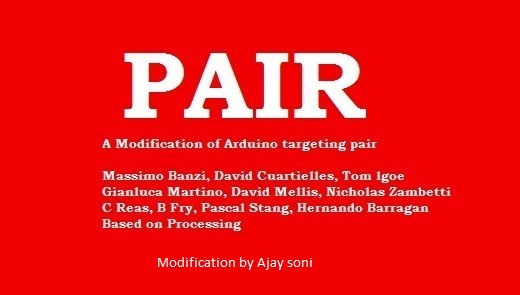 PAIR
A Modification of Arduino targeting pair
Massimo Banzi, David Cuartielles, Tom Igoe
Gianluca Martino, David Mellis, Nicholas Zambetti
C Reas, B Fry, Pascal Stang, Hernando Barragan
Based on Processing
Modification by Ajay soni